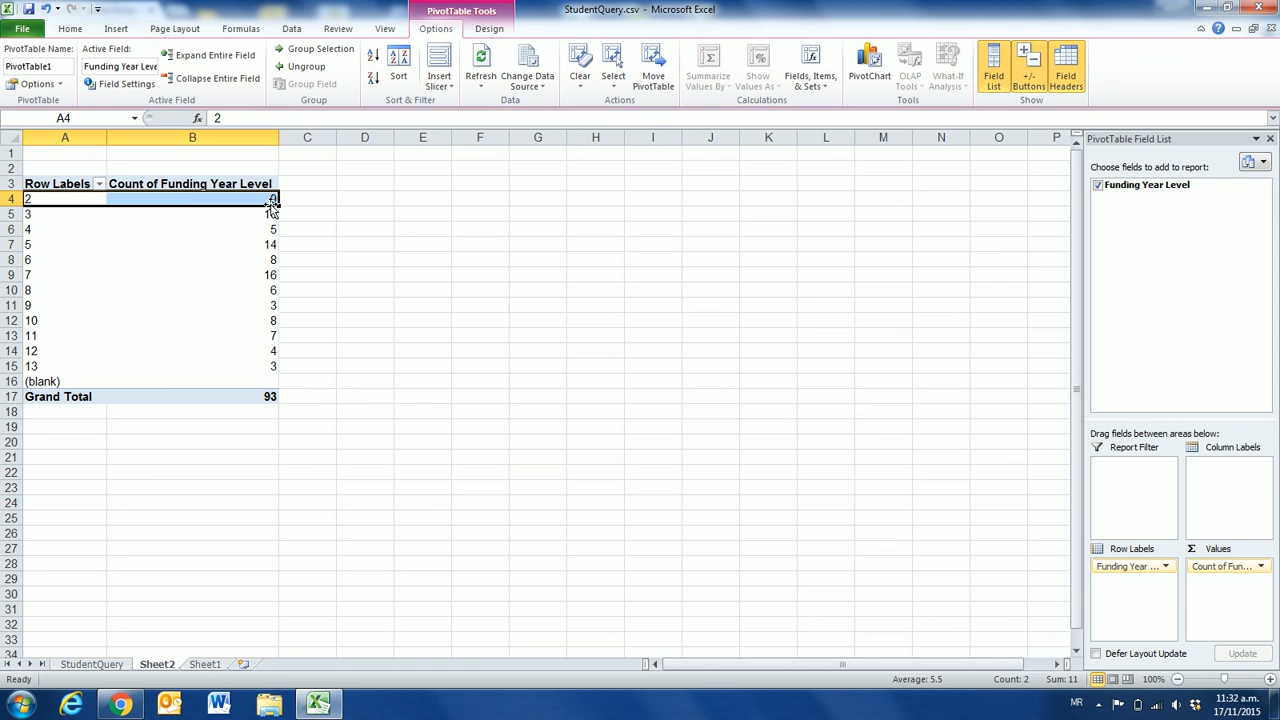 PivotTable Tools
StudentQuery.csv - Microsoft Excel
File Home Insert Page Layout Formulas Data Review View Options Design
PivotTable Name:
PivotTable1
Options
PivotTable
Active Field:
Funding Year Leve
Field Settings
Expand Entire Field
Collapse Entire Field
Active Field
Group Selection
Ungroup
Group Field
Group
Sort
Insert
Slicer
Sort & Filter
Refresh
Change Data
Source
Data
Clear
Select
Move
PivotTable
Actions
Summarize
Values By
Show
Values As
Fields, Items,
& Sets
Calculations
PivotChart
OLAP
Tools
What-If
Analysis
Tools
Field
List
+/-
Buttons
Field
Headers
Show
A4 fx 2
A B C D E F G H I J K L M N O P
1
2
3 Row Labels Count of Funding Year Level
4 2
5 3
6 4 5
7 5 14
8 6 8
9 7 16
10 8 6
11 9 3
12 10 8
13 11 7
14 12 4
15 13 3
16 (blank)
17 Grand Total 93
18
19
20
21
22
23
24
25
26
27
28
29
30
31
32
33
34
PivotTable Field List
Choose fields to add to report:
Funding Year Level
Drag fields between areas below:
Report Filter
Column Labels
Row Labels
Σ Values
Funding Year ...
Count of Fun...
Defer Layout Update
Update
StudentQuery Sheet2 Sheet1
Ready
Average: 5.5 Count: 2 Sum: 11 100%
MR
11:32 a.m.
17/11/2015